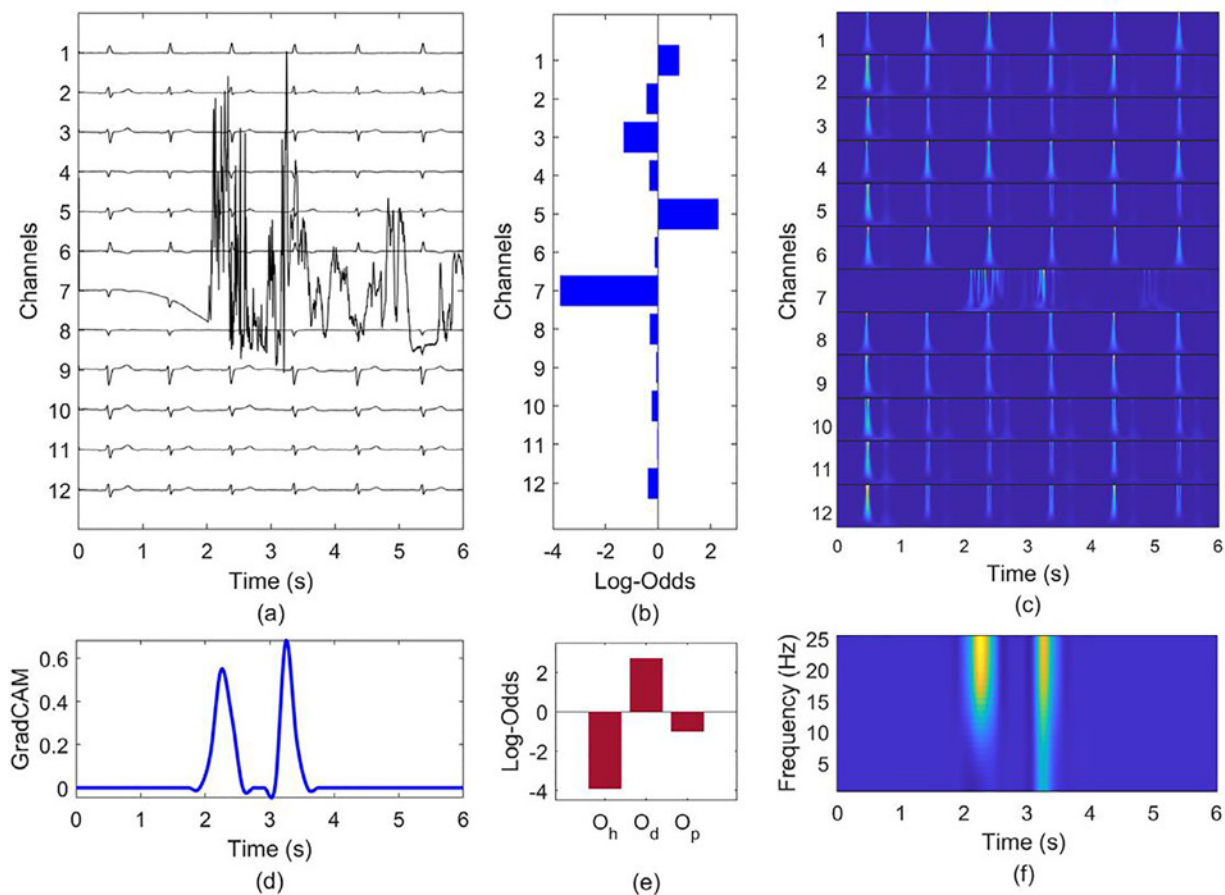 1
2
3
4
5
6
7
8
9
10
11
12
Channels
0 1 2 3 4 5 6
Time (s)
(a)
1
2
3
4
5
6
7
8
9
10
11
12
Channels
-4 -2 0 2
Log-Odds
(b)
1
2
3
4
5
6
7
8
9
10
11
12
Channels
0 1 2 3 4 5 6
Time (s)
(c)
0.6
0.4
0.2
0
GradCAM
0 1 2 3 4 5 6
Time (s)
(d)
2
0
-2
-4
Log-Odds
O_h O_d O_p
(e)
25
20
15
10
5
Frequency (Hz)
0 1 2 3 4 5 6
Time (s)
(f)